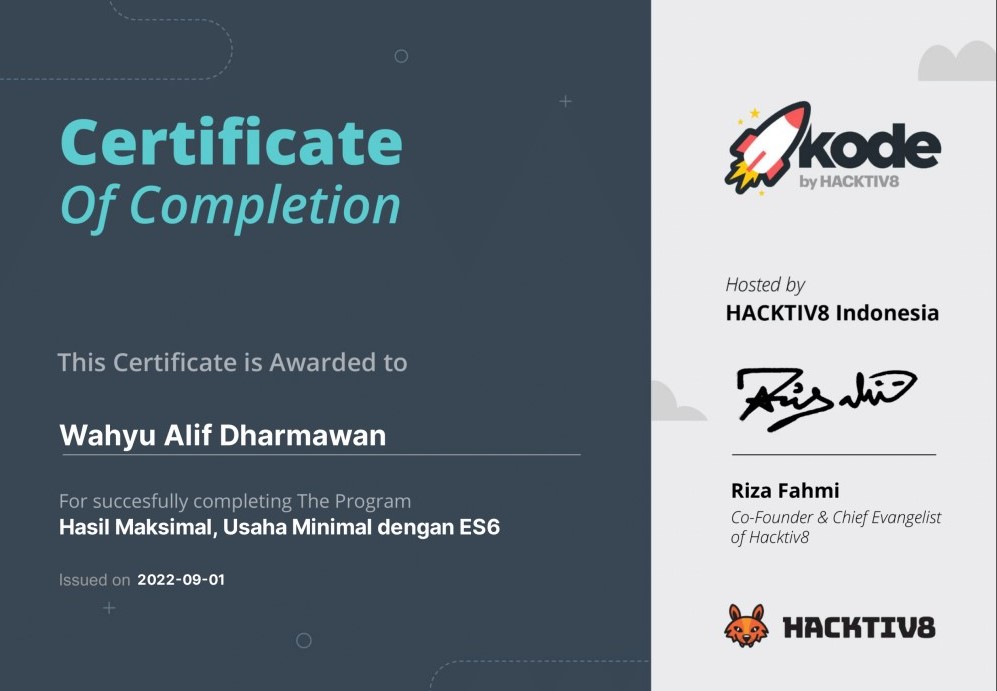 Certificate
Of Completion
This Certificate is Awarded to
Wahyu Alif Dharmawan
For succesfully completing The Program
Hasil Maksimal, Usaha Minimal dengan ES6
Issued on 2022-09-01
kode
by HACKTIV8
Hosted by
HACKTIV8 Indonesia
Riza Fahmi
Co-Founder & Chief Evangelist
of Hacktiv8
HACKTIV8